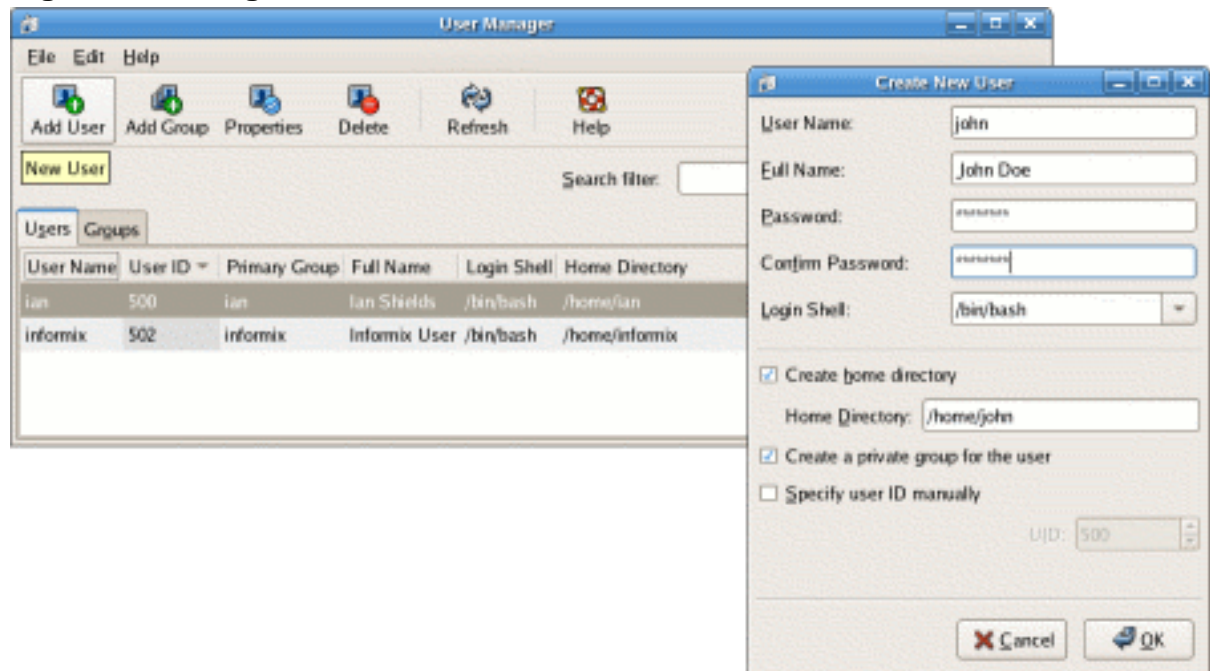 User Manager
File Edit Help
Add User Add Group Properties Delete Refresh Help
New User
Search filter:
Users Groups
User Name User ID Primary Group Full Name Login Shell Home Directory
ian 500 ian Ian Shields /bin/bash /home/ian
informix 502 informix Informix User /bin/bash /home/informix
Create New User
User Name: john
Full Name: John Doe
Password: ********
Confirm Password: ********
Login Shell: /bin/bash
Create home directory
Home Directory: /home/john
Create a private group for the user
Specify user ID manually
UID: 500
Cancel OK